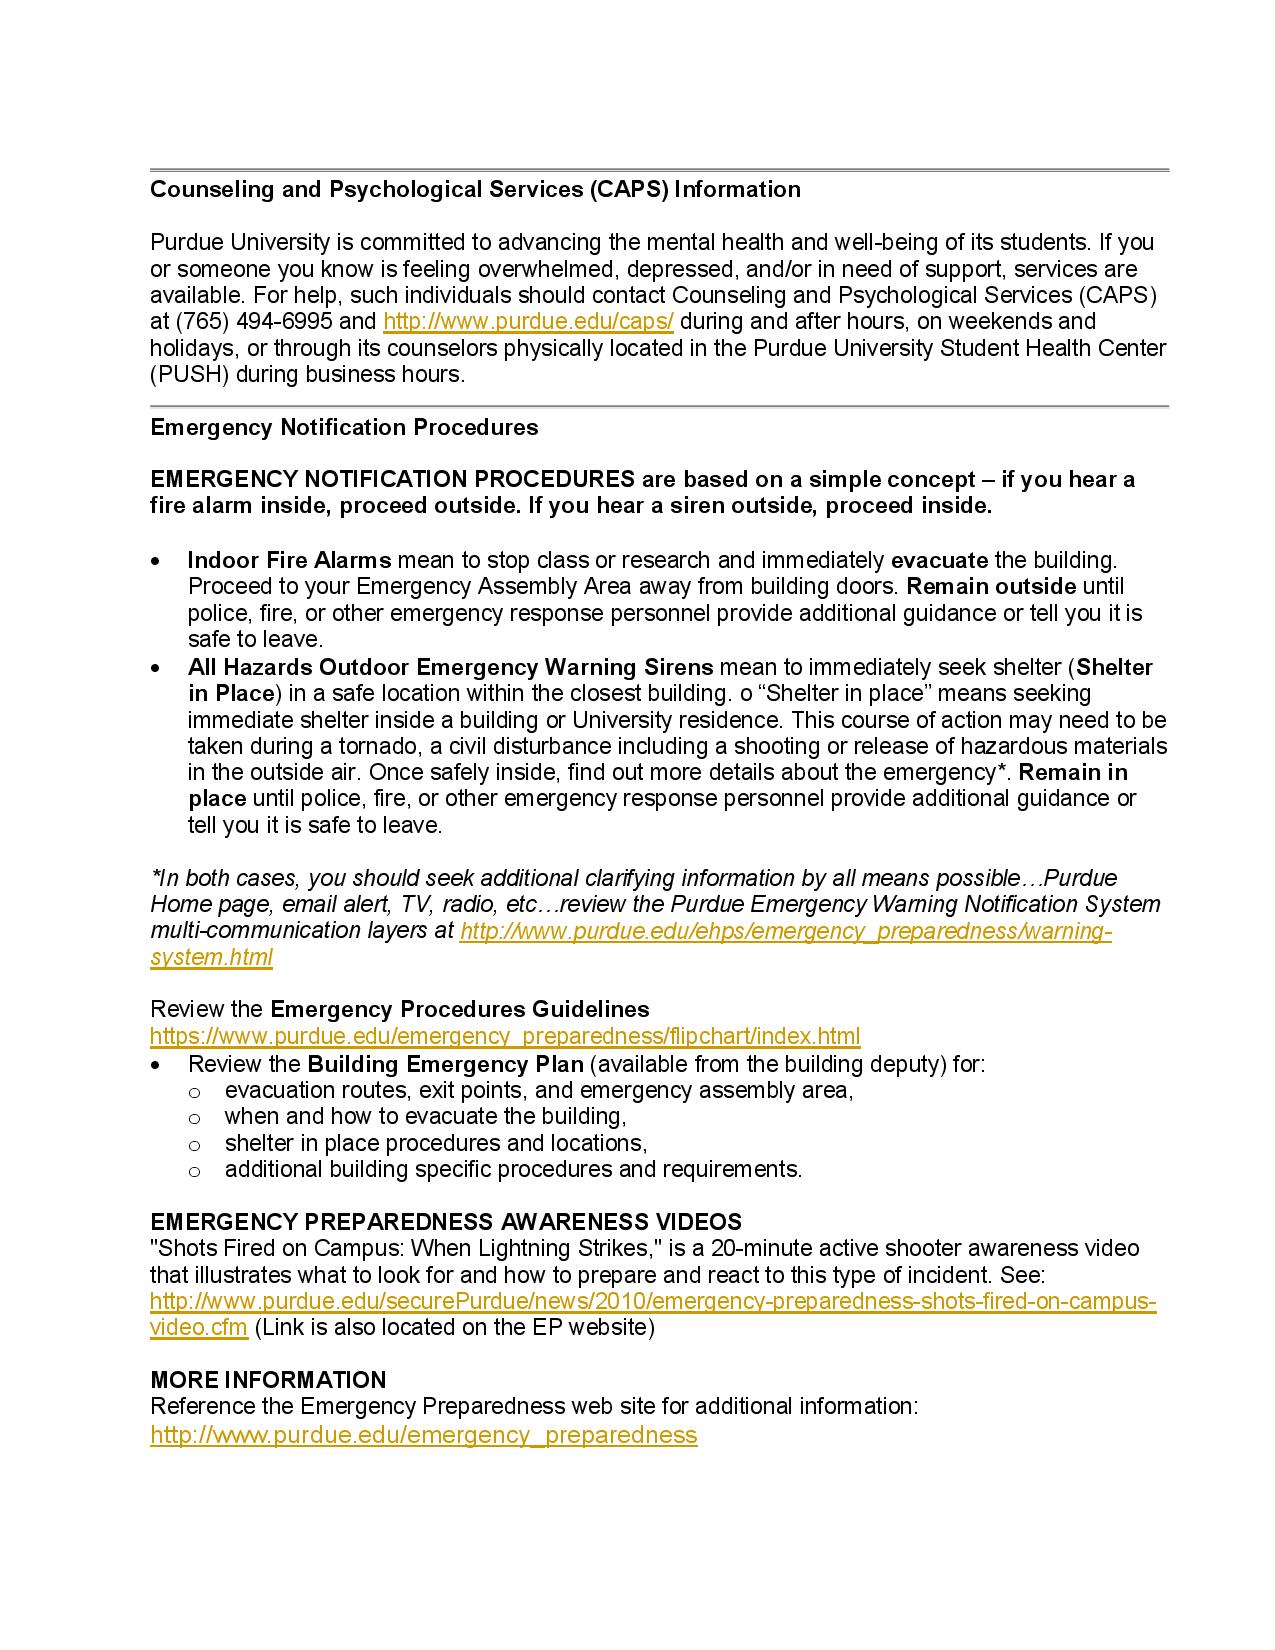 Counseling and Psychological Services (CAPS) Information
Purdue University is committed to advancing the mental health and well-being of its students. If you
or someone you know is feeling overwhelmed, depressed, and/or in need of support, services are
available. For help, such individuals should contact Counseling and Psychological Services (CAPS)
at (765) 494-6995 and http://www.purdue.edu/caps/ during and after hours, on weekends and
holidays, or through its counselors physically located in the Purdue University Student Health Center
(PUSH) during business hours.
Emergency Notification Procedures
EMERGENCY NOTIFICATION PROCEDURES are based on a simple concept – if you hear a
fire alarm inside, proceed outside. If you hear a siren outside, proceed inside.
• Indoor Fire Alarms mean to stop class or research and immediately evacuate the building.
Proceed to your Emergency Assembly Area away from building doors. Remain outside until
police, fire, or other emergency response personnel provide additional guidance or tell you it is
safe to leave.
• All Hazards Outdoor Emergency Warning Sirens mean to immediately seek shelter (Shelter
in Place) in a safe location within the closest building. o “Shelter in place” means seeking
immediate shelter inside a building or University residence. This course of action may need to be
taken during a tornado, a civil disturbance including a shooting or release of hazardous materials
in the outside air. Once safely inside, find out more details about the emergency*. Remain in
place until police, fire, or other emergency response personnel provide additional guidance or
tell you it is safe to leave.
*In both cases, you should seek additional clarifying information by all means possible…Purdue
Home page, email alert, TV, radio, etc…review the Purdue Emergency Warning Notification System
multi-communication layers at http://www.purdue.edu/ehps/emergency_preparedness/warning-
system.html
Review the Emergency Procedures Guidelines
https://www.purdue.edu/emergency_preparedness/flipchart/index.html
• Review the Building Emergency Plan (available from the building deputy) for:
o evacuation routes, exit points, and emergency assembly area,
o when and how to evacuate the building,
o shelter in place procedures and locations,
o additional building specific procedures and requirements.
EMERGENCY PREPAREDNESS AWARENESS VIDEOS
"Shots Fired on Campus: When Lightning Strikes," is a 20-minute active shooter awareness video
that illustrates what to look for and how to prepare and react to this type of incident. See:
http://www.purdue.edu/securePurdue/news/2010/emergency-preparedness-shots-fired-on-campus-
video.cfm (Link is also located on the EP website)
MORE INFORMATION
Reference the Emergency Preparedness web site for additional information:
http://www.purdue.edu/emergency_preparedness